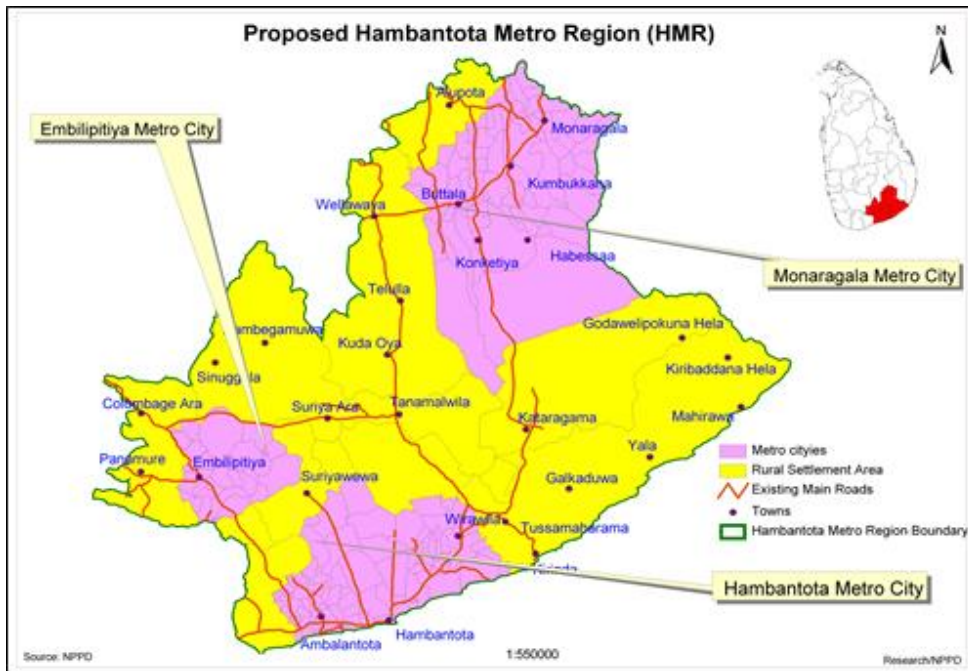 Proposed Hambantota Metro Region (HMR)
N
Embilipitiya Metro City
Alupota
Monaragala
Kumbukkana
Buttala
Wellawaya
Konketiya
Habessaa
Monaragala Metro City
Telulla
Godawelipokuna Hela
Kuda Oya
Kiribaddana Hela
Sinuggala
Colombage Ara
Suriya Ara
Tanamalwila
Mahirawa
Kataragama
Yala
Panamure
Embilipitiya
Suriyawewa
Galkaduwa
Metro cityies
Rural Settlement Area
Existing Main Roads
Towns
Hambantota Metro Region Boundary
Wirawila
Tussamaharama
Hambantota Metro City
Ambalantota
Hambantota
Source: NPPD
1:550000
Research/NPPD